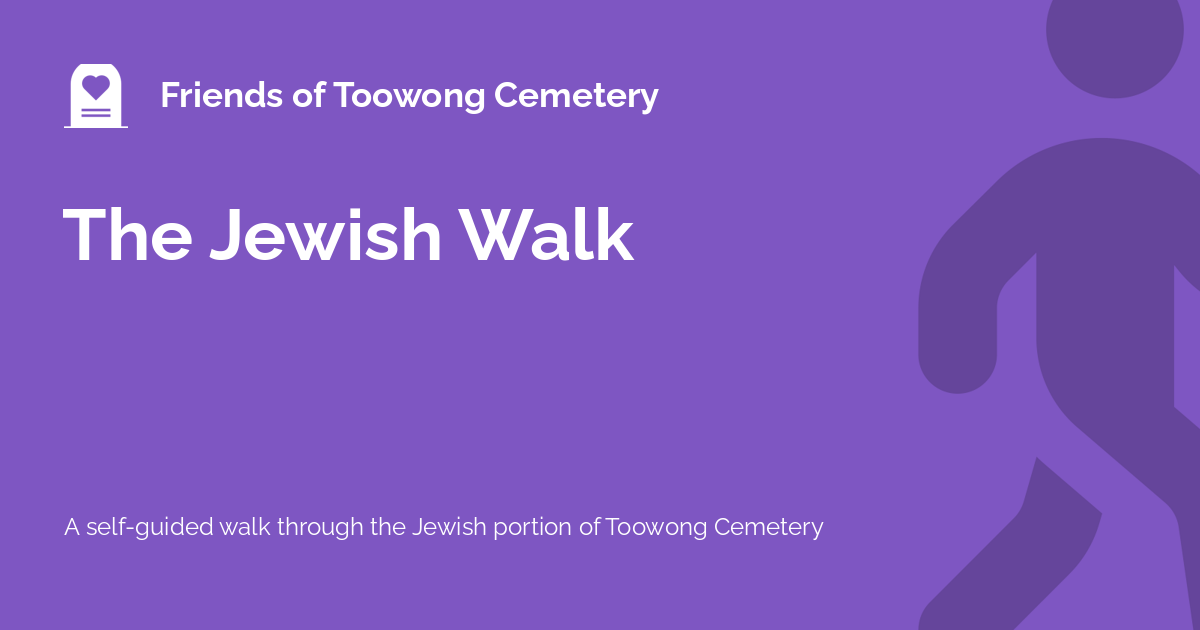 Friends of Toowong Cemetery
The Jewish Walk
A self-guided walk through the Jewish portion of Toowong Cemetery